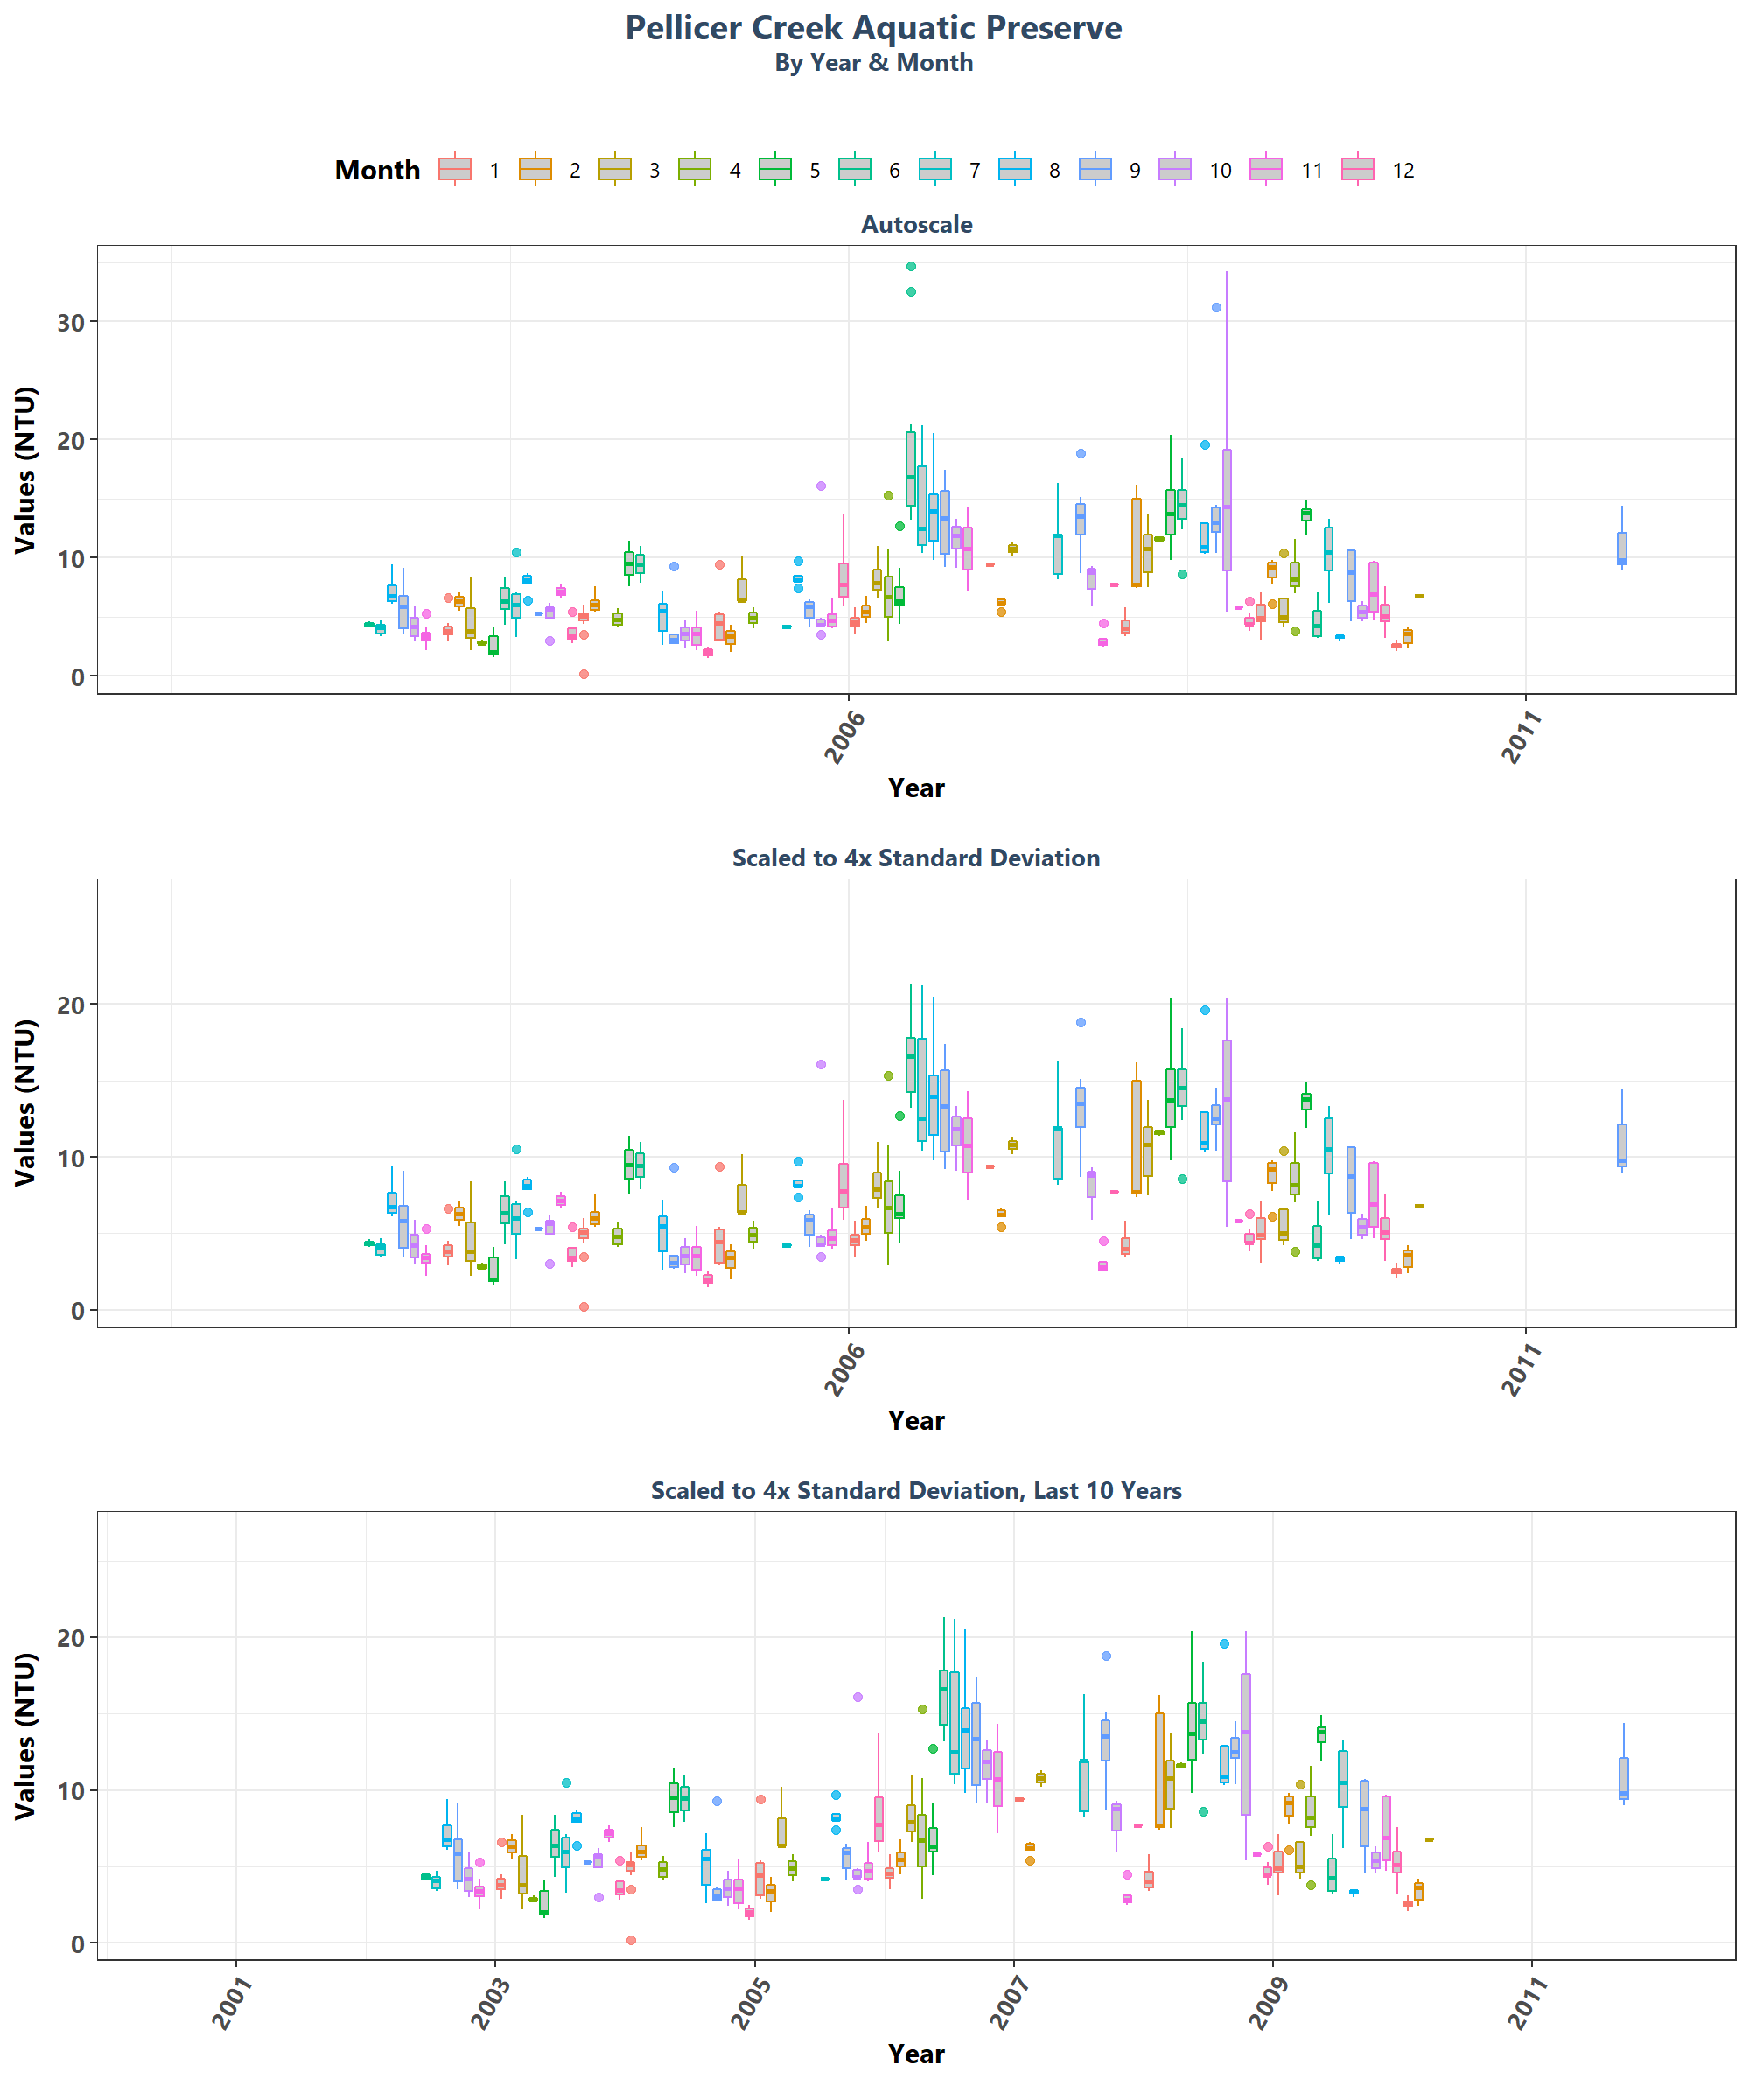 Pellicer Creek Aquatic Preserve
By Year & Month
Month 1 2 3 4 5 6 7 8 9 10 11 12
Autoscale
Values (NTU)
30
20
10
0
2006 2011
Year
Scaled to 4x Standard Deviation
Values (NTU)
20
10
0
2006 2011
Year
Scaled to 4x Standard Deviation, Last 10 Years
Values (NTU)
20
10
0
2001 2003 2005 2007 2009 2011
Year